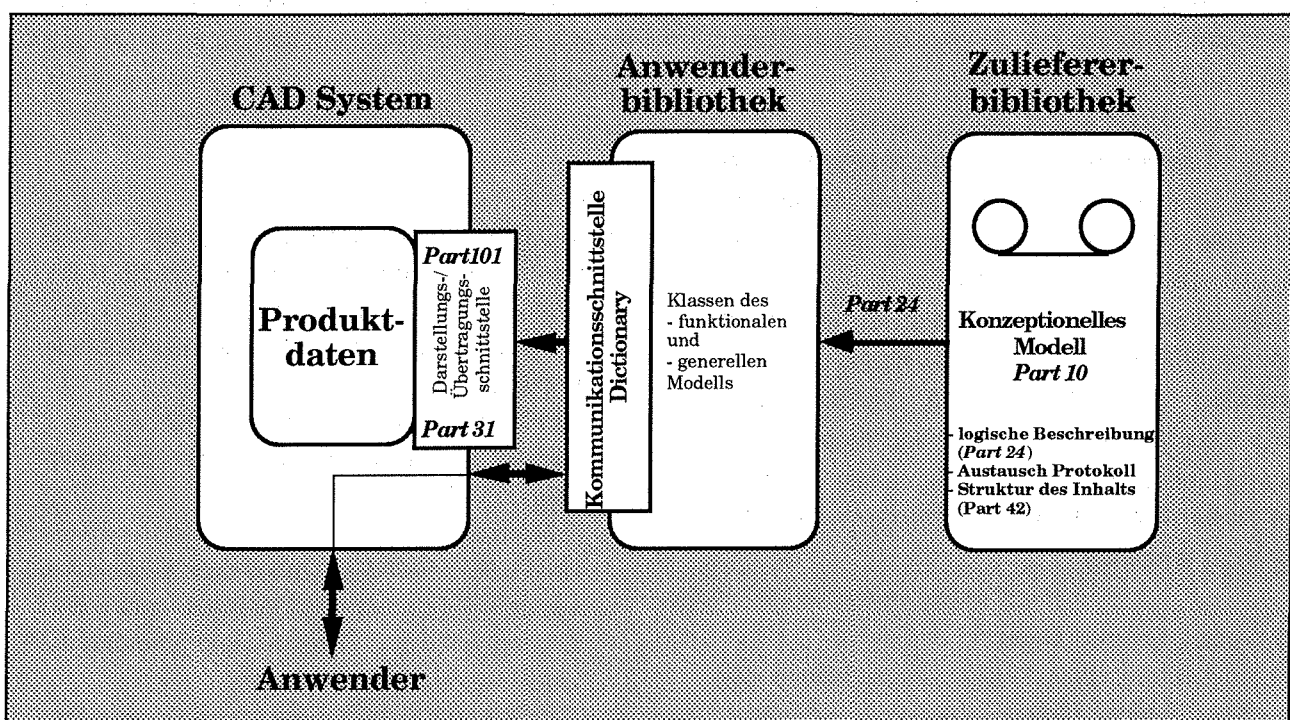 CAD System
Produkt-
daten
Part101
Darstellungs-/
Übertragungs-
schnittstelle
Part 31
Anwender
Anwender-
bibliothek
Kommunikationsschnittstelle
Dictionary
Klassen des
- funktionalen
und
- generellen
Modells
Part 24
Zulieferer-
bibliothek
Konzeptionelles
Modell
Part 10
- logische Beschreibung
(Part 24)
- Austausch Protokoll
- Struktur des Inhalts
(Part 42)